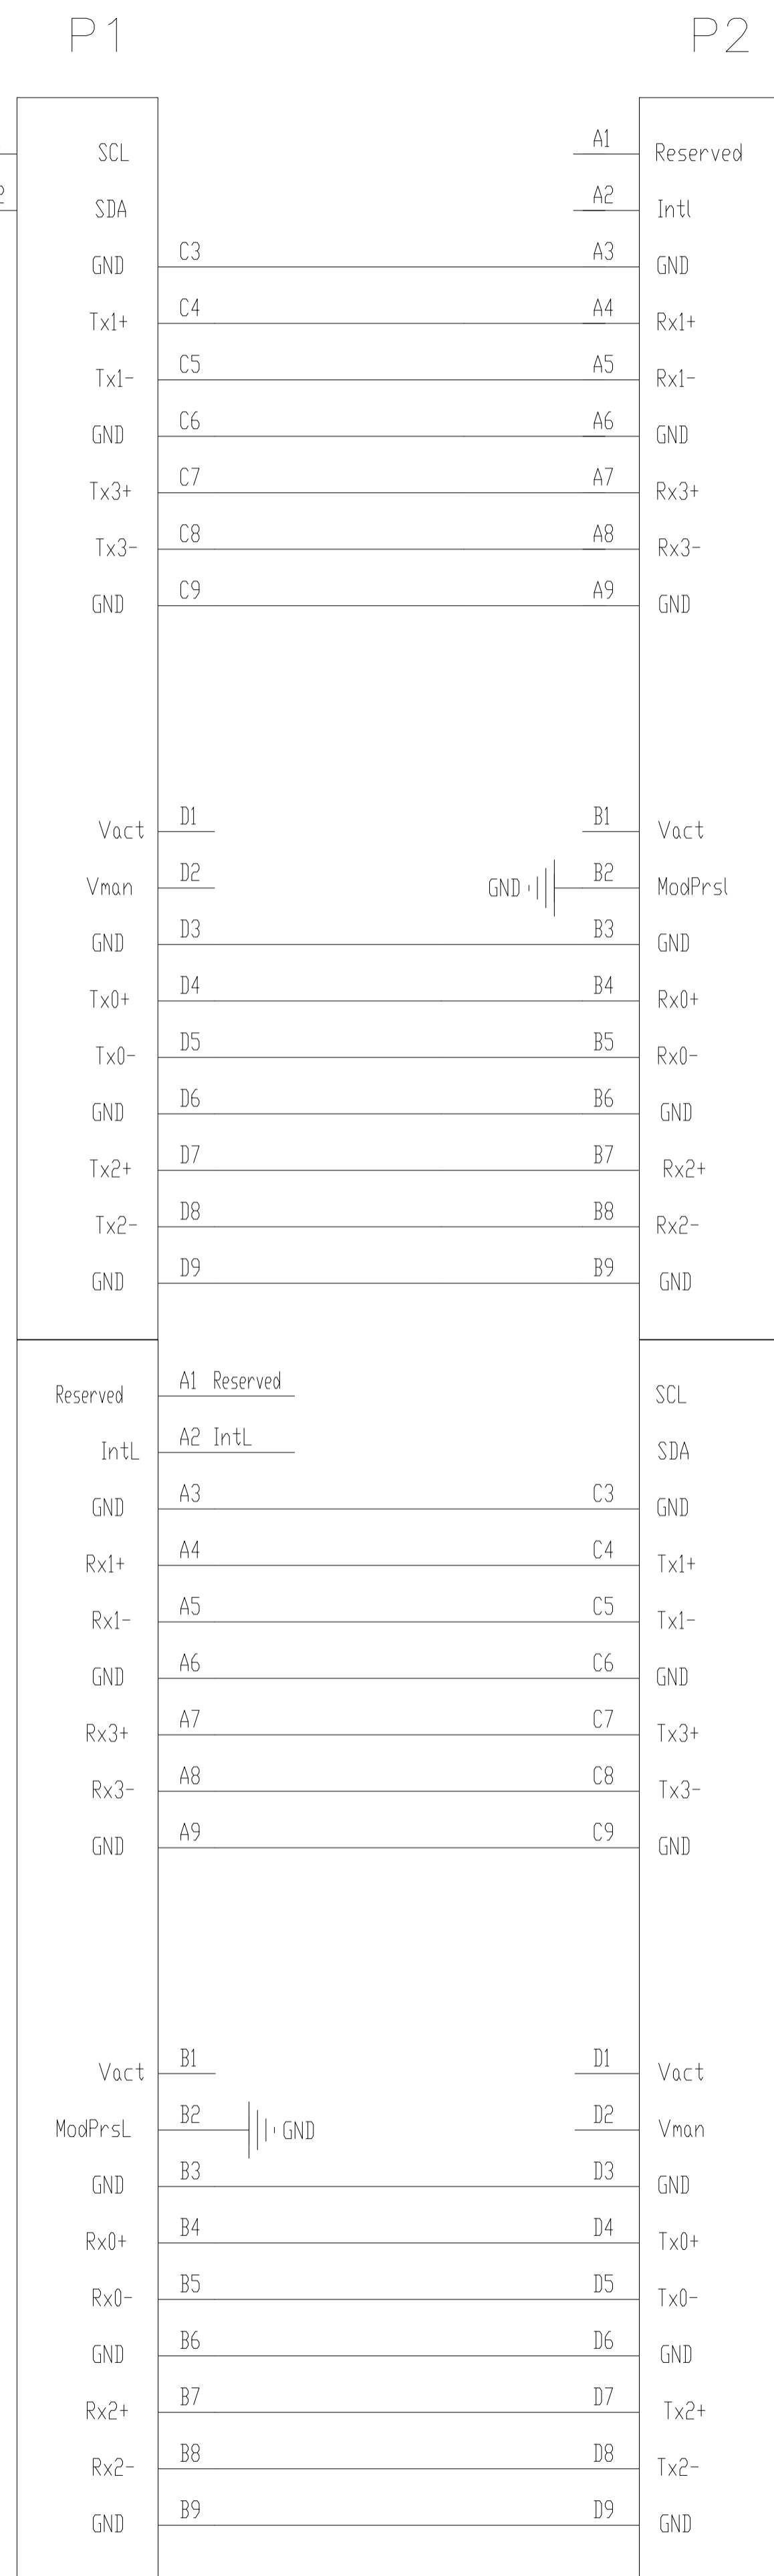 P1 P2
SCL A1 Reserved
2 SDA A2 Intl
GND C3 A3 GND
Tx1+ C4 A4 Rx1+
Tx1- C5 A5 Rx1-
GND C6 A6 GND
Tx3+ C7 A7 Rx3+
Tx3- C8 A8 Rx3-
GND C9 A9 GND
Vact D1 B1 Vact
Vman D2 GND B2 ModPrsl
GND D3 B3 GND
Tx0+ D4 B4 Rx0+
Tx0- D5 B5 Rx0-
GND D6 B6 GND
Tx2+ D7 B7 Rx2+
Tx2- D8 B8 Rx2-
GND D9 B9 GND
Reserved A1 Reserved SCL
IntL A2 IntL SDA
GND A3 C3 GND
Rx1+ A4 C4 Tx1+
Rx1- A5 C5 Tx1-
GND A6 C6 GND
Rx3+ A7 C7 Tx3+
Rx3- A8 C8 Tx3-
GND A9 C9 GND
Vact B1 D1 Vact
ModPrsL B2 GND D2 Vman
GND B3 D3 GND
Rx0+ B4 D4 Tx0+
Rx0- B5 D5 Tx0-
GND B6 D6 GND
Rx2+ B7 D7 Tx2+
Rx2- B8 D8 Tx2-
GND B9 D9 GND